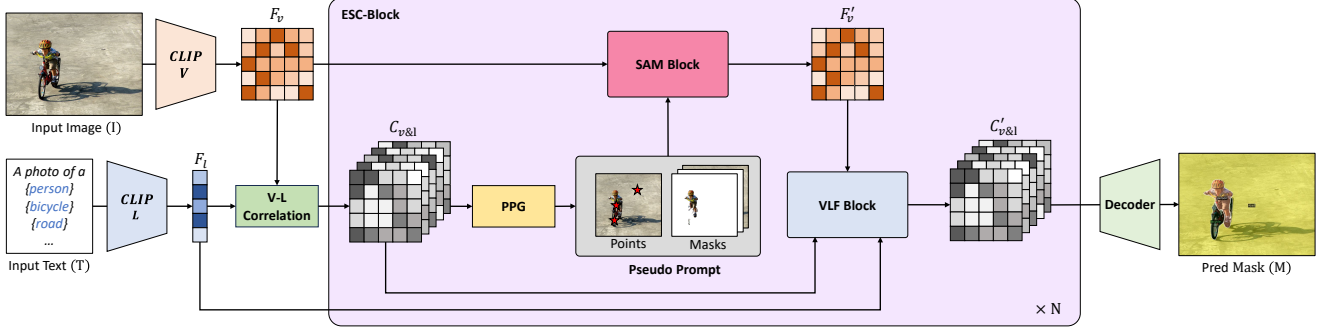 ESC-Block
F_v
F'_v
CLIP
V
SAM Block
Input Image (I)
C_v&l
C'_v&l
A photo of a
{person}
{bicycle}
{road}
...
F_l
CLIP
L
V-L
Correlation
PPG
Points
Masks
VLF Block
Decoder
Input Text (T)
Pseudo Prompt
Pred Mask (M)
× N